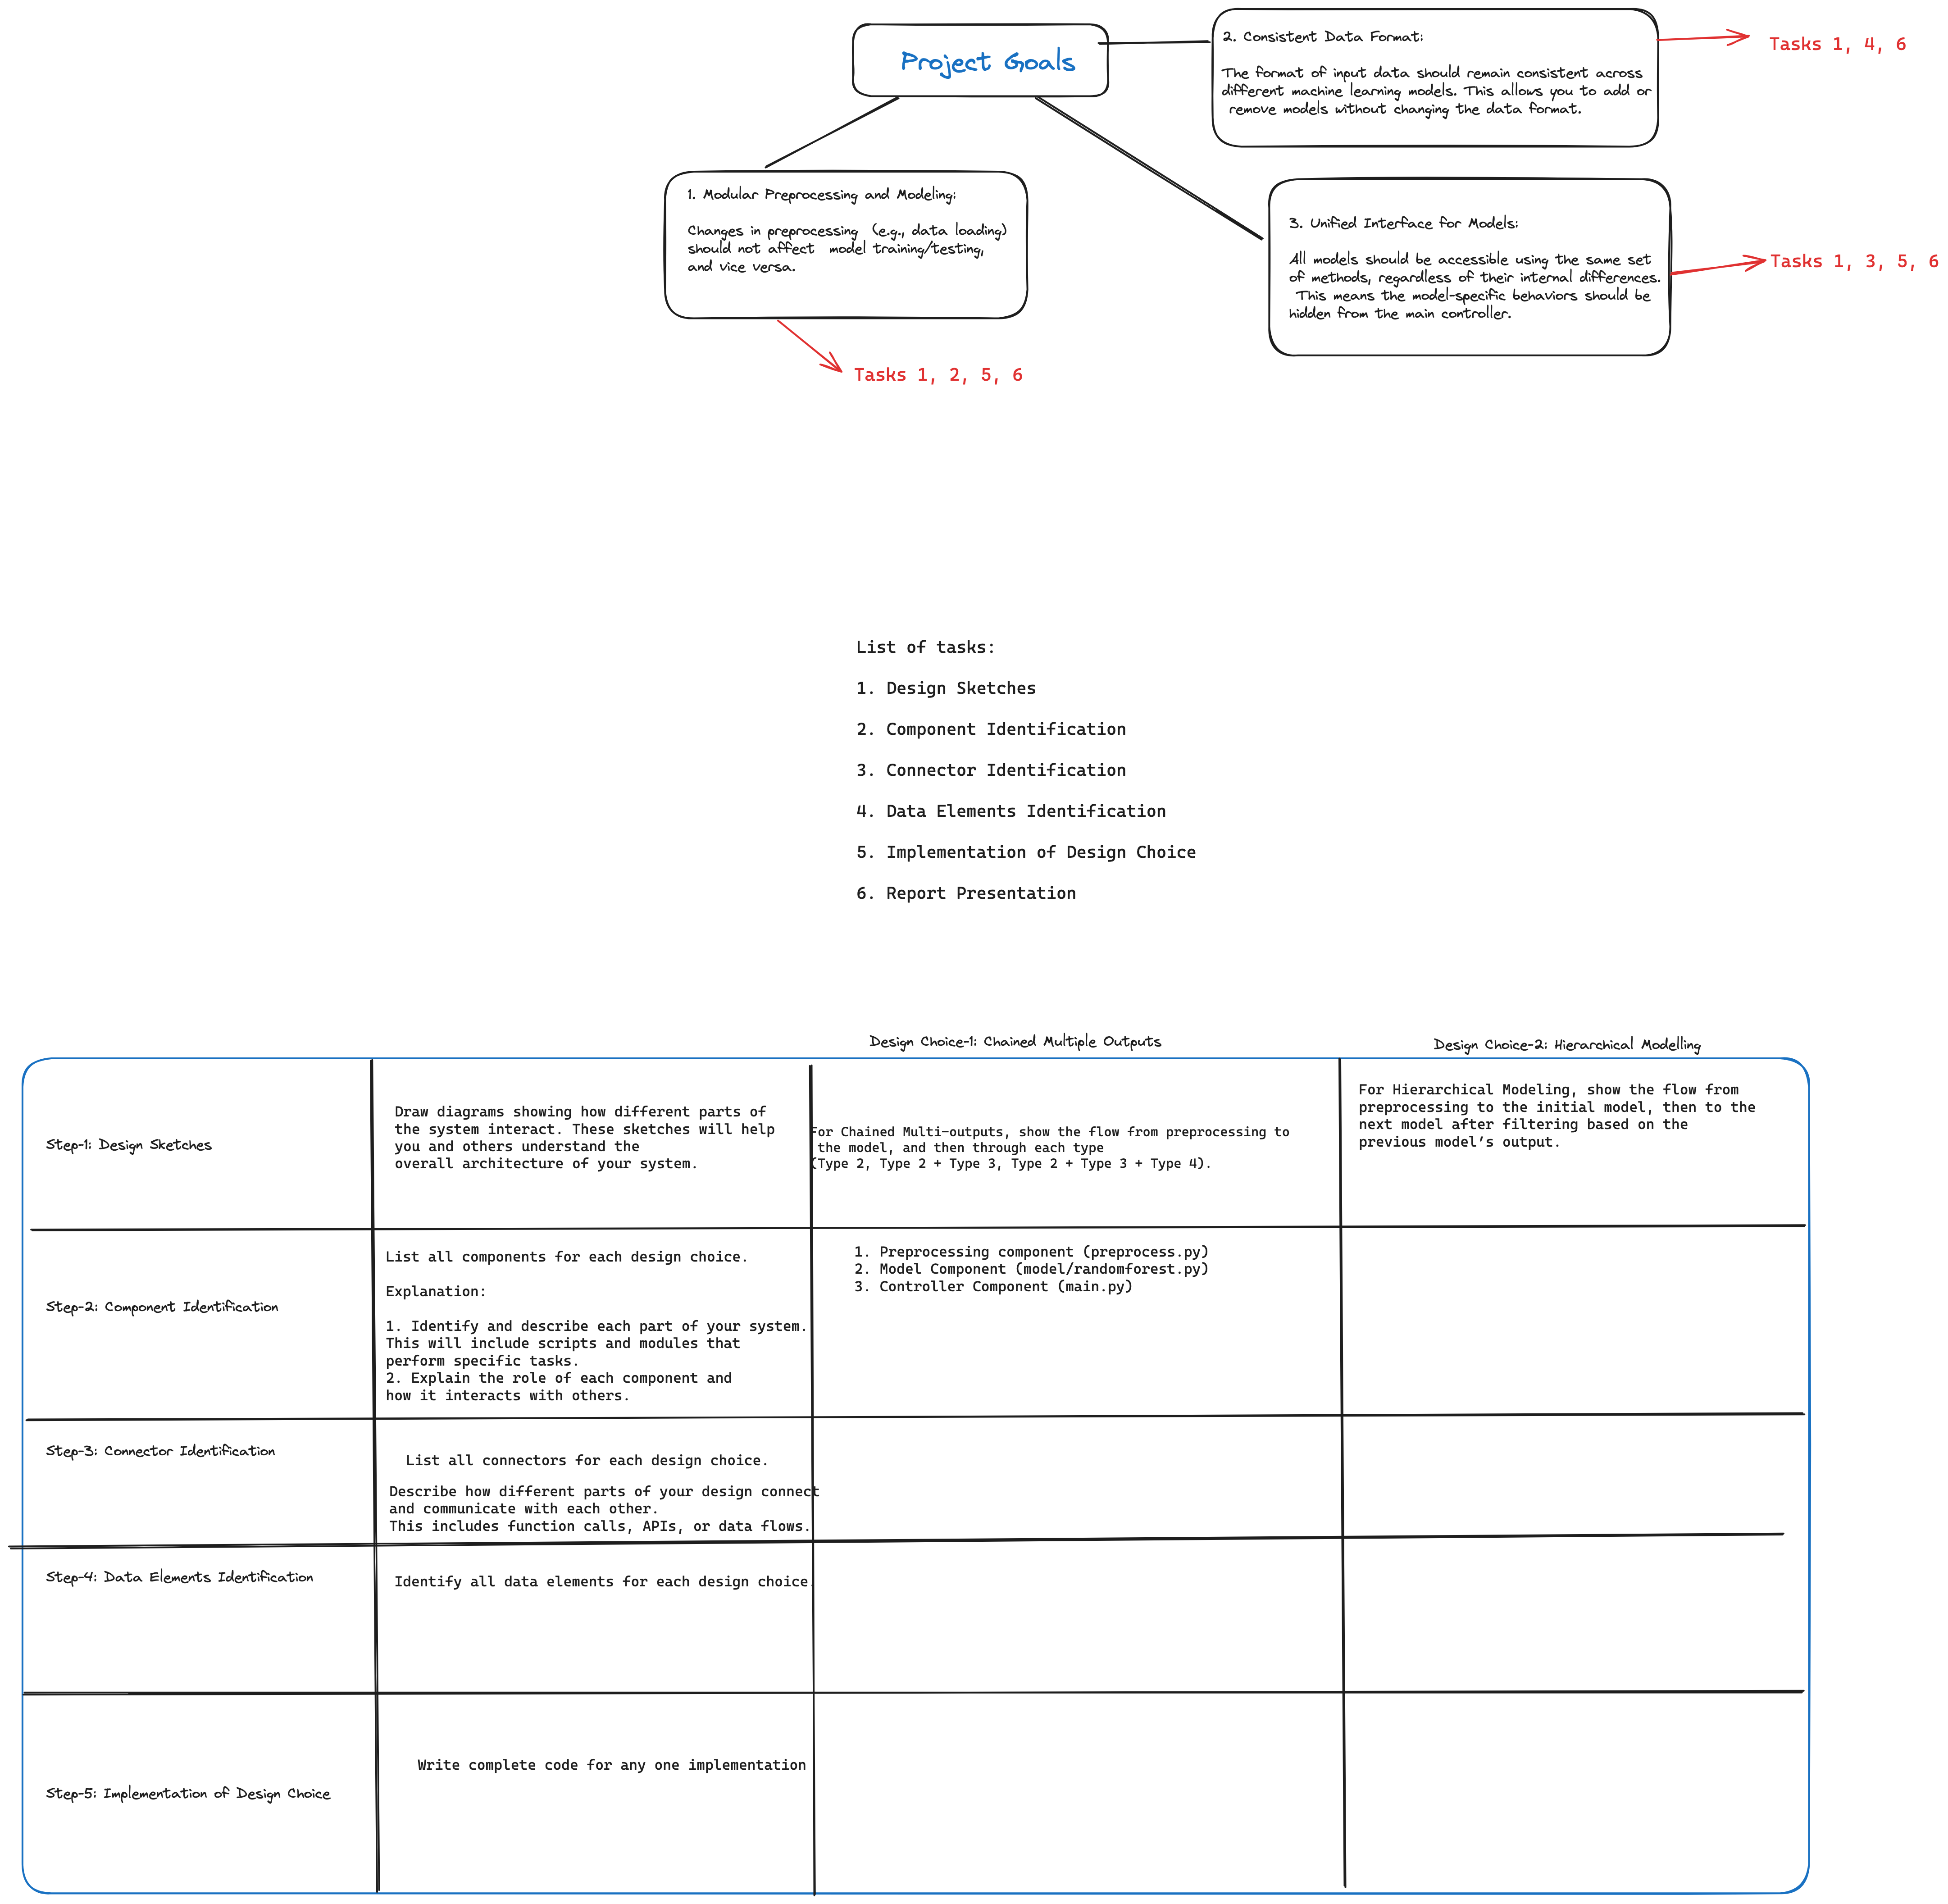 Project Goals
2. Consistent Data Format:
The format of input data should remain consistent across
different machine learning models. This allows you to add or
remove models without changing the data format.
Tasks 1, 4, 6
1. Modular Preprocessing and Modeling:
Changes in preprocessing (e.g., data loading)
should not affect model training/testing,
and vice versa.
Tasks 1, 2, 5, 6
3. Unified Interface for Models:
All models should be accessible using the same set
of methods, regardless of their internal differences.
This means the model-specific behaviors should be
hidden from the main controller.
Tasks 1, 3, 5, 6
List of tasks:
1. Design Sketches
2. Component Identification
3. Connector Identification
4. Data Elements Identification
5. Implementation of Design Choice
6. Report Presentation
Design Choice-1: Chained Multiple Outputs
Design Choice-2: Hierarchical Modelling
Step-1: Design Sketches
Draw diagrams showing how different parts of
the system interact. These sketches will help
you and others understand the
overall architecture of your system.
For Chained Multi-outputs, show the flow from preprocessing to
the model, and then through each type
(Type 2, Type 2 + Type 3, Type 2 + Type 3 + Type 4).
For Hierarchical Modeling, show the flow from
preprocessing to the initial model, then to the
next model after filtering based on the
previous model's output.
Step-2: Component Identification
List all components for each design choice.
Explanation:
1. Identify and describe each part of your system.
This will include scripts and modules that
perform specific tasks.
2. Explain the role of each component and
how it interacts with others.
1. Preprocessing component (preprocess.py)
2. Model Component (model/randomforest.py)
3. Controller Component (main.py)
Step-3: Connector Identification
List all connectors for each design choice.
Describe how different parts of your design connect
and communicate with each other.
This includes function calls, APIs, or data flows.
Step-4: Data Elements Identification
Identify all data elements for each design choice.
Step-5: Implementation of Design Choice
Write complete code for any one implementation